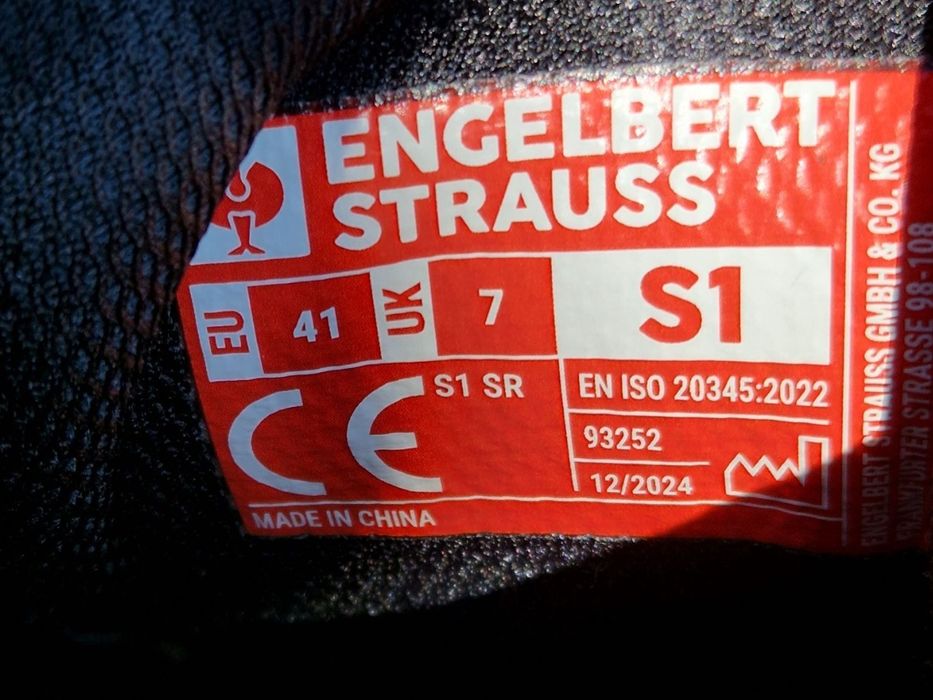 ENGELBERT
STRAUSS
EU 41 UK 7 S1
CE S1 SR
EN ISO 20345:2022
93252
12/2024
MADE IN CHINA
ENGELBERT STRAUSS GMBH & CO. KG
FRANKFURTER STRASSE 98-108